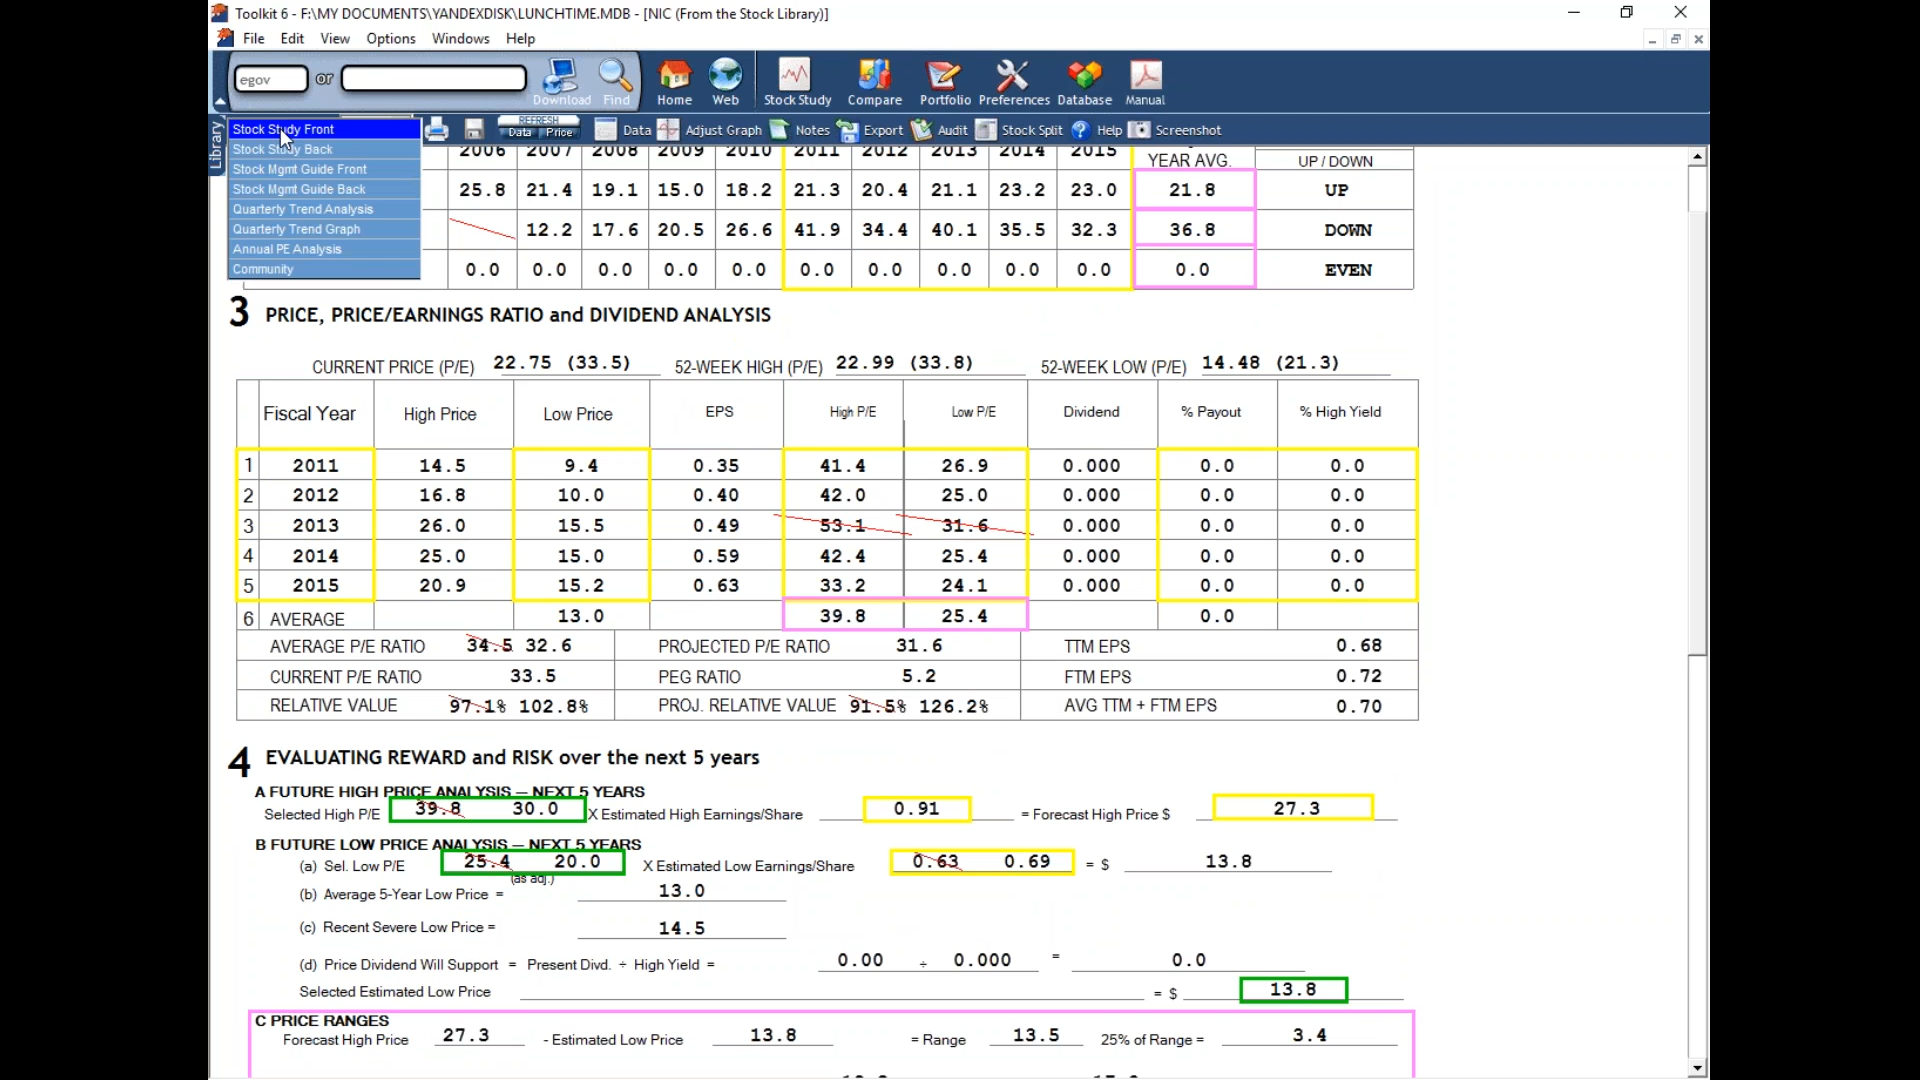 Toolkit 6 - F:\MY DOCUMENTS\YANDEXDISK\LUNCHTIME.MDB - [NIC (From the Stock Library)]
File Edit View Options Windows Help
egov or Download Find Home Web Stock Study Compare Portfolio Preferences Database Manual
Library
Stock Study Front
Stock Study Back
Stock Mgmt Guide Front
Stock Mgmt Guide Back
Quarterly Trend Analysis
Quarterly Trend Graph
Annual PE Analysis
Community
REFRESH
Data Price Data Adjust Graph Notes Export Audit Stock Split Help Screenshot
2006 2007 2008 2009 2010 2011 2012 2013 2014 2015 YEAR AVG. UP / DOWN
25.8 21.4 19.1 15.0 18.2 21.3 20.4 21.1 23.2 23.0 21.8 UP
12.2 17.6 20.5 26.6 41.9 34.4 40.1 35.5 32.3 36.8 DOWN
0.0 0.0 0.0 0.0 0.0 0.0 0.0 0.0 0.0 0.0 0.0 EVEN
3 PRICE, PRICE/EARNINGS RATIO and DIVIDEND ANALYSIS
CURRENT PRICE (P/E) 22.75 (33.5) 52-WEEK HIGH (P/E) 22.99 (33.8) 52-WEEK LOW (P/E) 14.48 (21.3)
Fiscal Year High Price Low Price EPS High P/E Low P/E Dividend % Payout % High Yield
1 2011 14.5 9.4 0.35 41.4 26.9 0.000 0.0 0.0
2 2012 16.8 10.0 0.40 42.0 25.0 0.000 0.0 0.0
3 2013 26.0 15.5 0.49 53.1 31.6 0.000 0.0 0.0
4 2014 25.0 15.0 0.59 42.4 25.4 0.000 0.0 0.0
5 2015 20.9 15.2 0.63 33.2 24.1 0.000 0.0 0.0
6 AVERAGE 13.0 39.8 25.4 0.0
AVERAGE P/E RATIO 34.5 32.6 PROJECTED P/E RATIO 31.6 TTM EPS 0.68
CURRENT P/E RATIO 33.5 PEG RATIO 5.2 FTM EPS 0.72
RELATIVE VALUE 97.1% 102.8% PROJ. RELATIVE VALUE 91.5% 126.2% AVG TTM + FTM EPS 0.70
4 EVALUATING REWARD and RISK over the next 5 years
A FUTURE HIGH PRICE ANALYSIS — NEXT 5 YEARS
Selected High P/E 39.8 30.0 X Estimated High Earnings/Share 0.91 = Forecast High Price $ 27.3
B FUTURE LOW PRICE ANALYSIS — NEXT 5 YEARS
(a) Sel. Low P/E 25.4 20.0 X Estimated Low Earnings/Share 0.63 0.69 = $ 13.8
(as adj.)
(b) Average 5-Year Low Price = 13.0
(c) Recent Severe Low Price = 14.5
(d) Price Dividend Will Support = Present Divd. ÷ High Yield = 0.00 ÷ 0.000 = 0.0
Selected Estimated Low Price = $ 13.8
C PRICE RANGES
Forecast High Price 27.3 - Estimated Low Price 13.8 = Range 13.5 25% of Range = 3.4